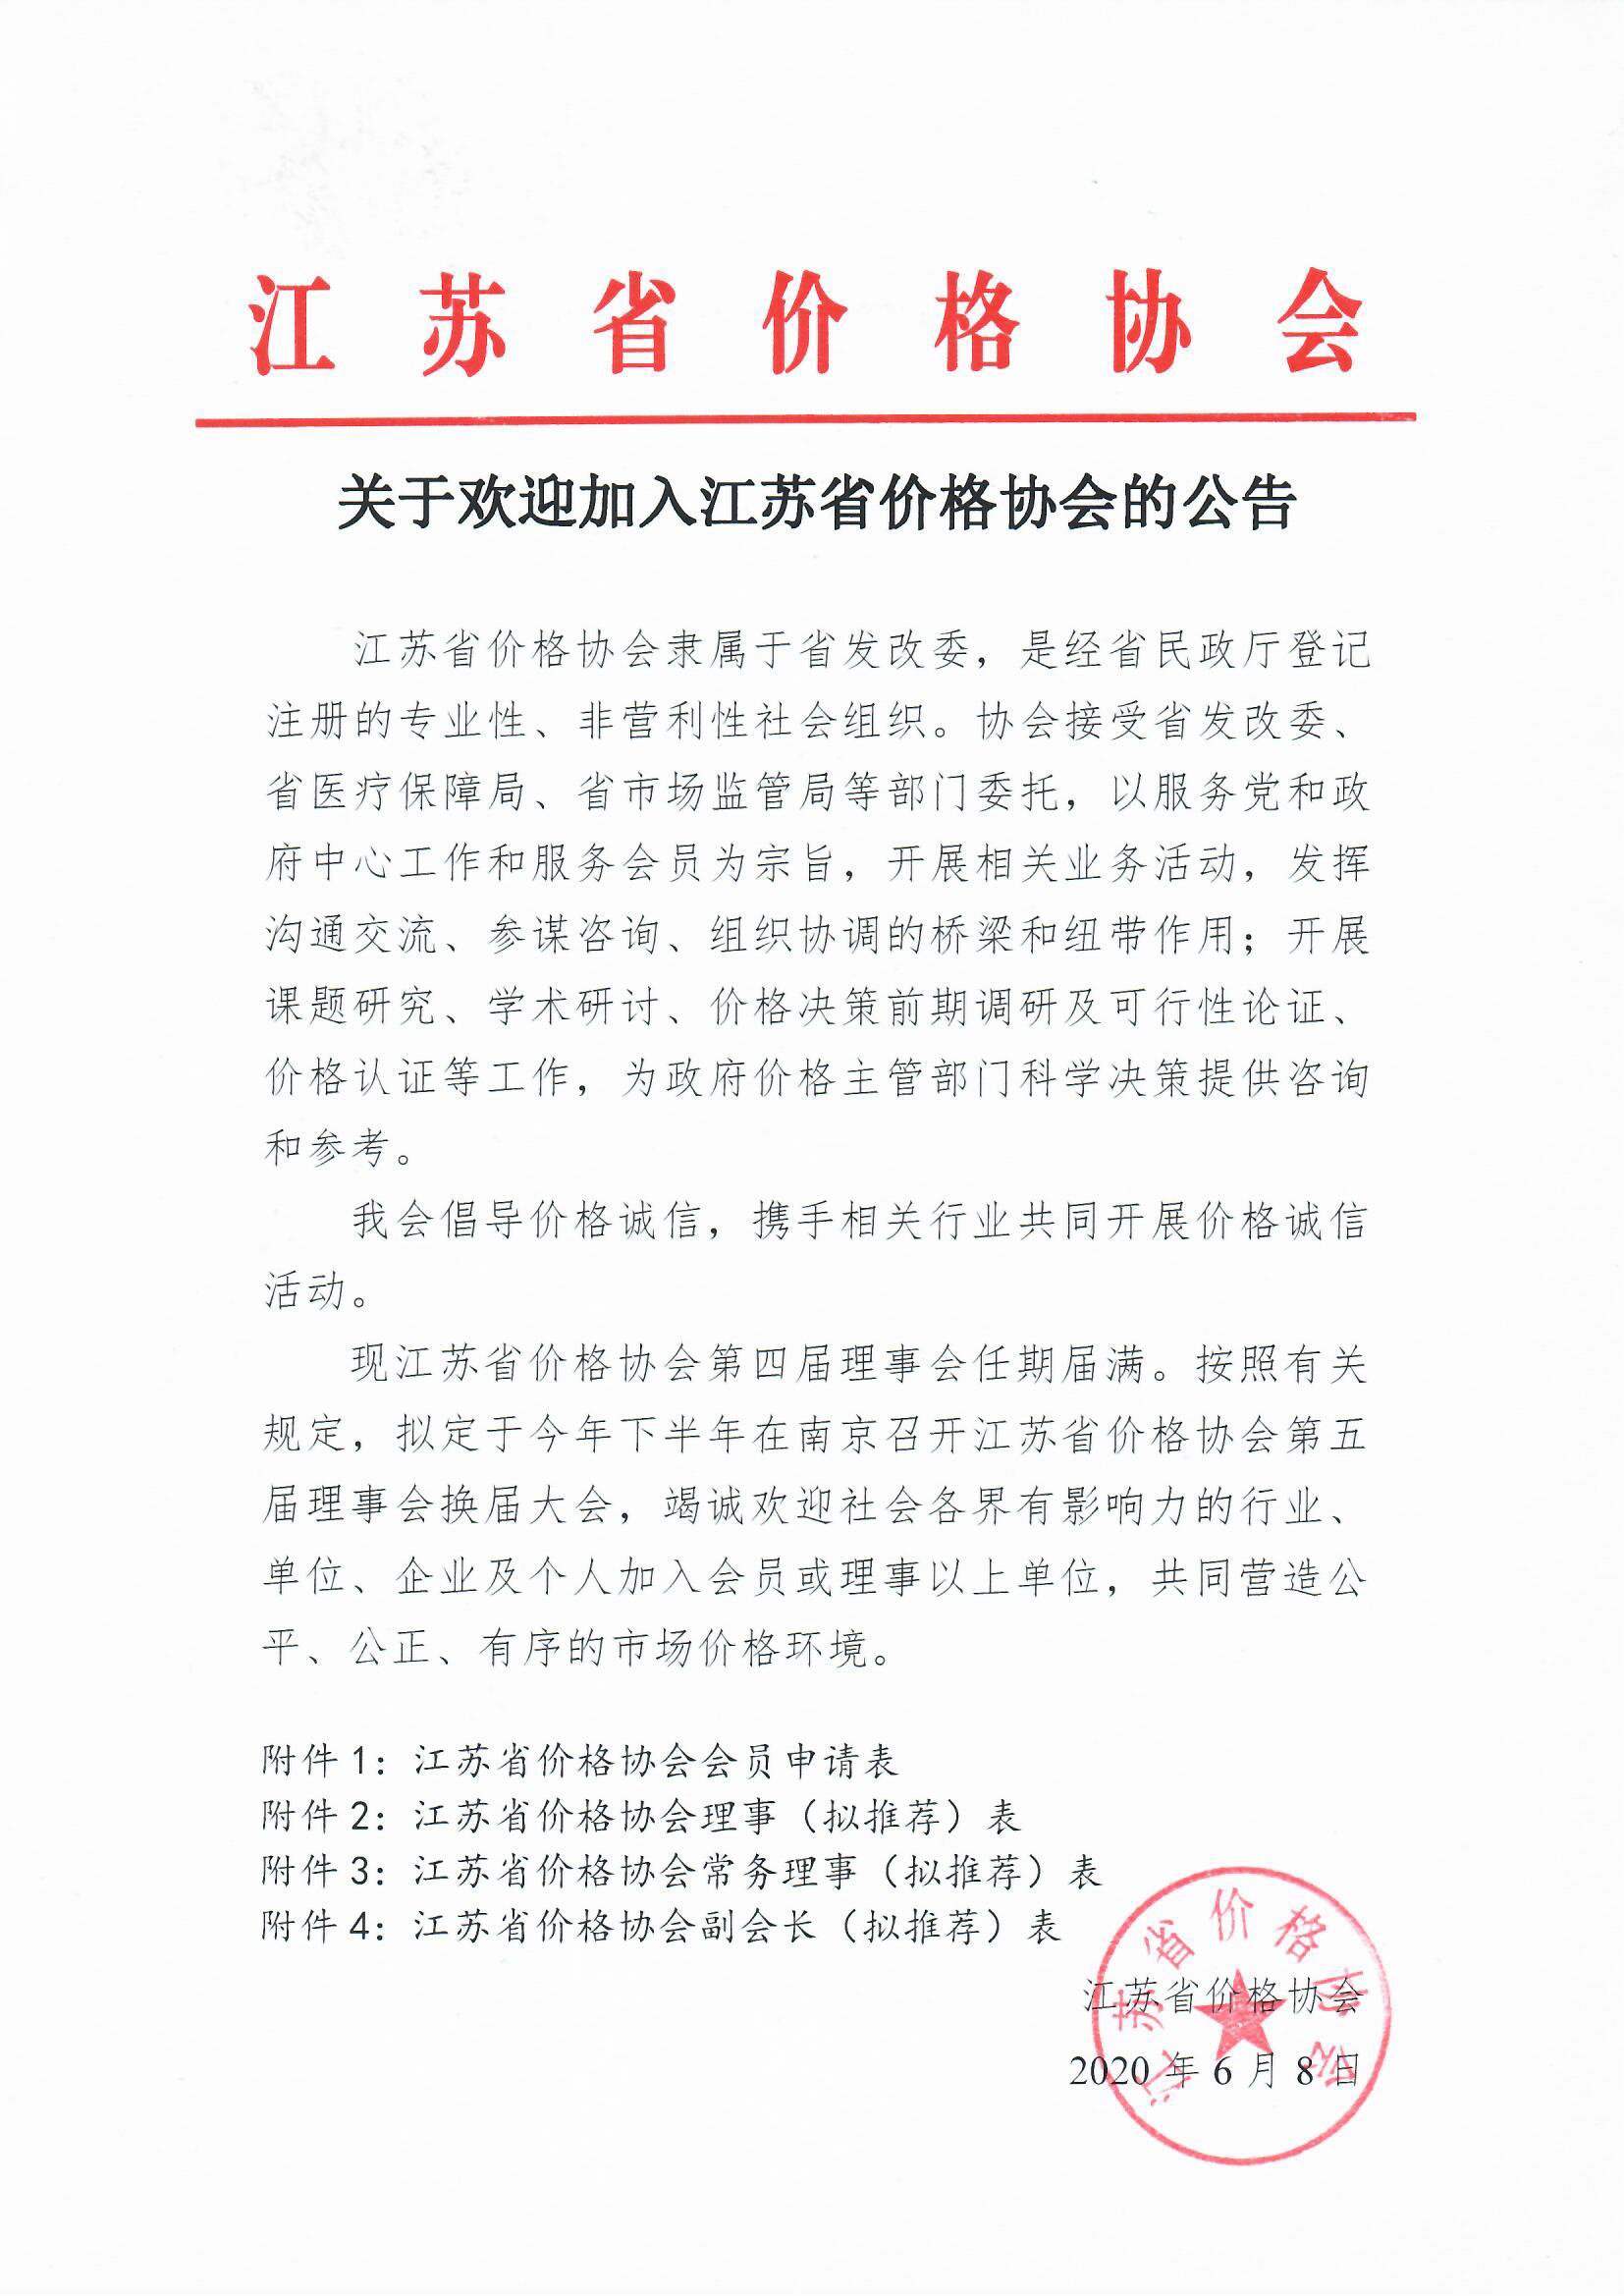 江苏省价格协会
关于欢迎加入江苏省价格协会的公告
江苏省价格协会隶属于省发改委，是经省民政厅登记
注册的专业性、非营利性社会组织。协会接受省发改委、
省医疗保障局、省市场监管局等部门委托，以服务党和政
府中心工作和服务会员为宗旨，开展相关业务活动，发挥
沟通交流、参谋咨询、组织协调的桥梁和纽带作用；开展
课题研究、学术研讨、价格决策前期调研及可行性论证、
价格认证等工作，为政府价格主管部门科学决策提供咨询
和参考。
我会倡导价格诚信，携手相关行业共同开展价格诚信
活动。
现江苏省价格协会第四届理事会任期届满。按照有关
规定，拟定于今年下半年在南京召开江苏省价格协会第五
届理事会换届大会，竭诚欢迎社会各界有影响力的行业、
单位、企业及个人加入会员或理事以上单位，共同营造公
平、公正、有序的市场价格环境。
附件1：江苏省价格协会会员申请表
附件2：江苏省价格协会理事（拟推荐）表
附件3：江苏省价格协会常务理事（拟推荐）表
附件4：江苏省价格协会副会长（拟推荐）表
江苏省价格协会
2020年6月8日
江苏省价格协会